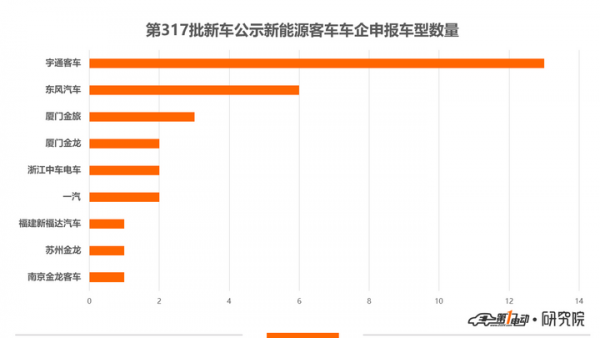 第317批新车公示新能源客车车企申报车型数量
宇通客车
东风汽车
厦门金旅
厦门金龙
浙江中车电车
一汽
福建新福达汽车
苏州金龙
南京金龙客车
0 2 4 6 8 10 12 14
第1电动·研究院